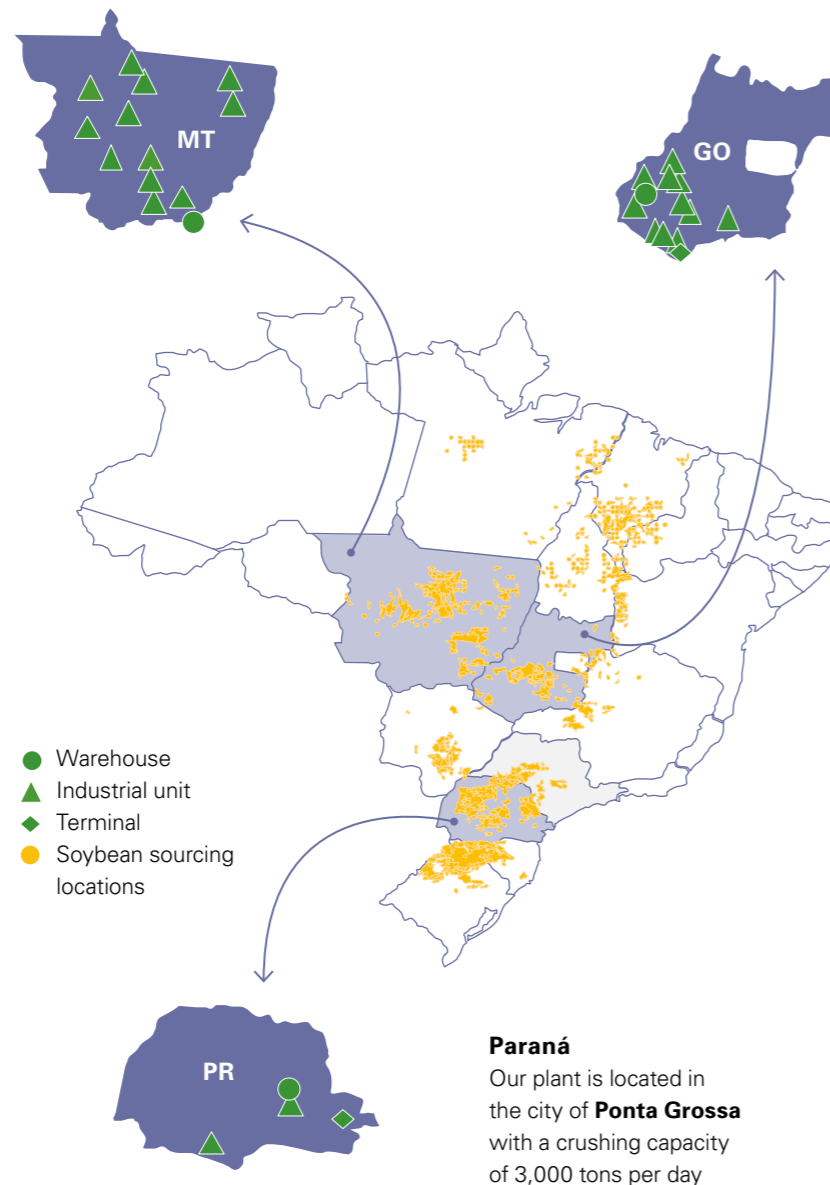 MT
GO
Warehouse
Industrial unit
Terminal
Soybean sourcing
locations
PR
Paraná
Our plant is located in
the city of Ponta Grossa
with a crushing capacity
of 3,000 tons per day